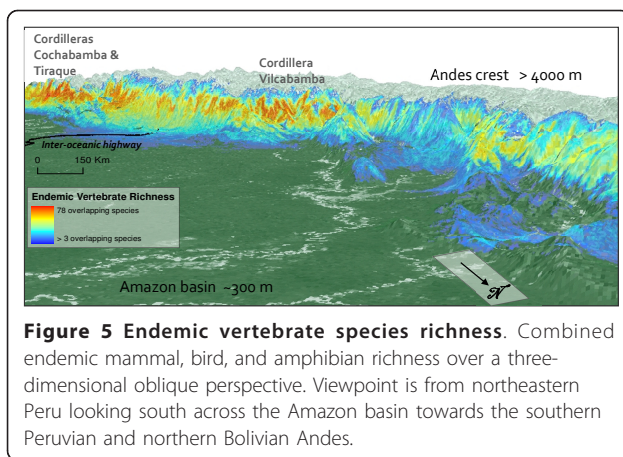 Cordilleras
Cochabamba &
Tiraque
Cordillera
Vilcabamba
Andes crest > 4000 m
Inter-oceanic highway
0 150 Km
Endemic Vertebrate Richness
78 overlapping species
> 3 overlapping species
Amazon basin ~300 m
N
Figure 5 Endemic vertebrate species richness. Combined
endemic mammal, bird, and amphibian richness over a three-
dimensional oblique perspective. Viewpoint is from northeastern
Peru looking south across the Amazon basin towards the southern
Peruvian and northern Bolivian Andes.